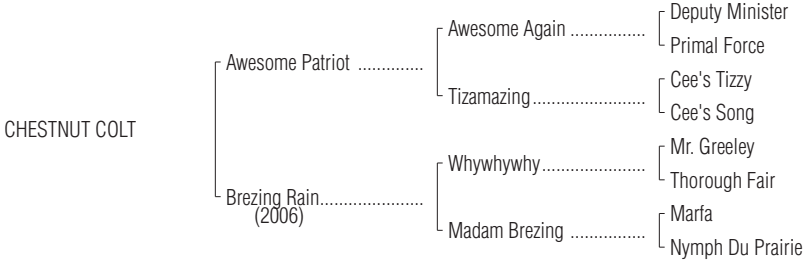 Deputy Minister
Awesome Again ................
Primal Force
Awesome Patriot ..............
Cee's Tizzy
Tizamazing........................
Cee's Song
CHESTNUT COLT
Mr. Greeley
Whywhywhy......................
Thorough Fair
Brezing Rain......................
(2006)
Marfa
Madam Brezing ................
Nymph Du Prairie